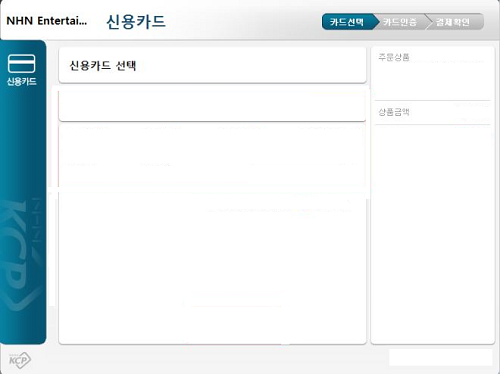 NHN Entertai...
신용카드
카드선택
카드인증
결제확인
신용카드
신용카드 선택
주문상품
상품금액
NHN
KCP
KCP